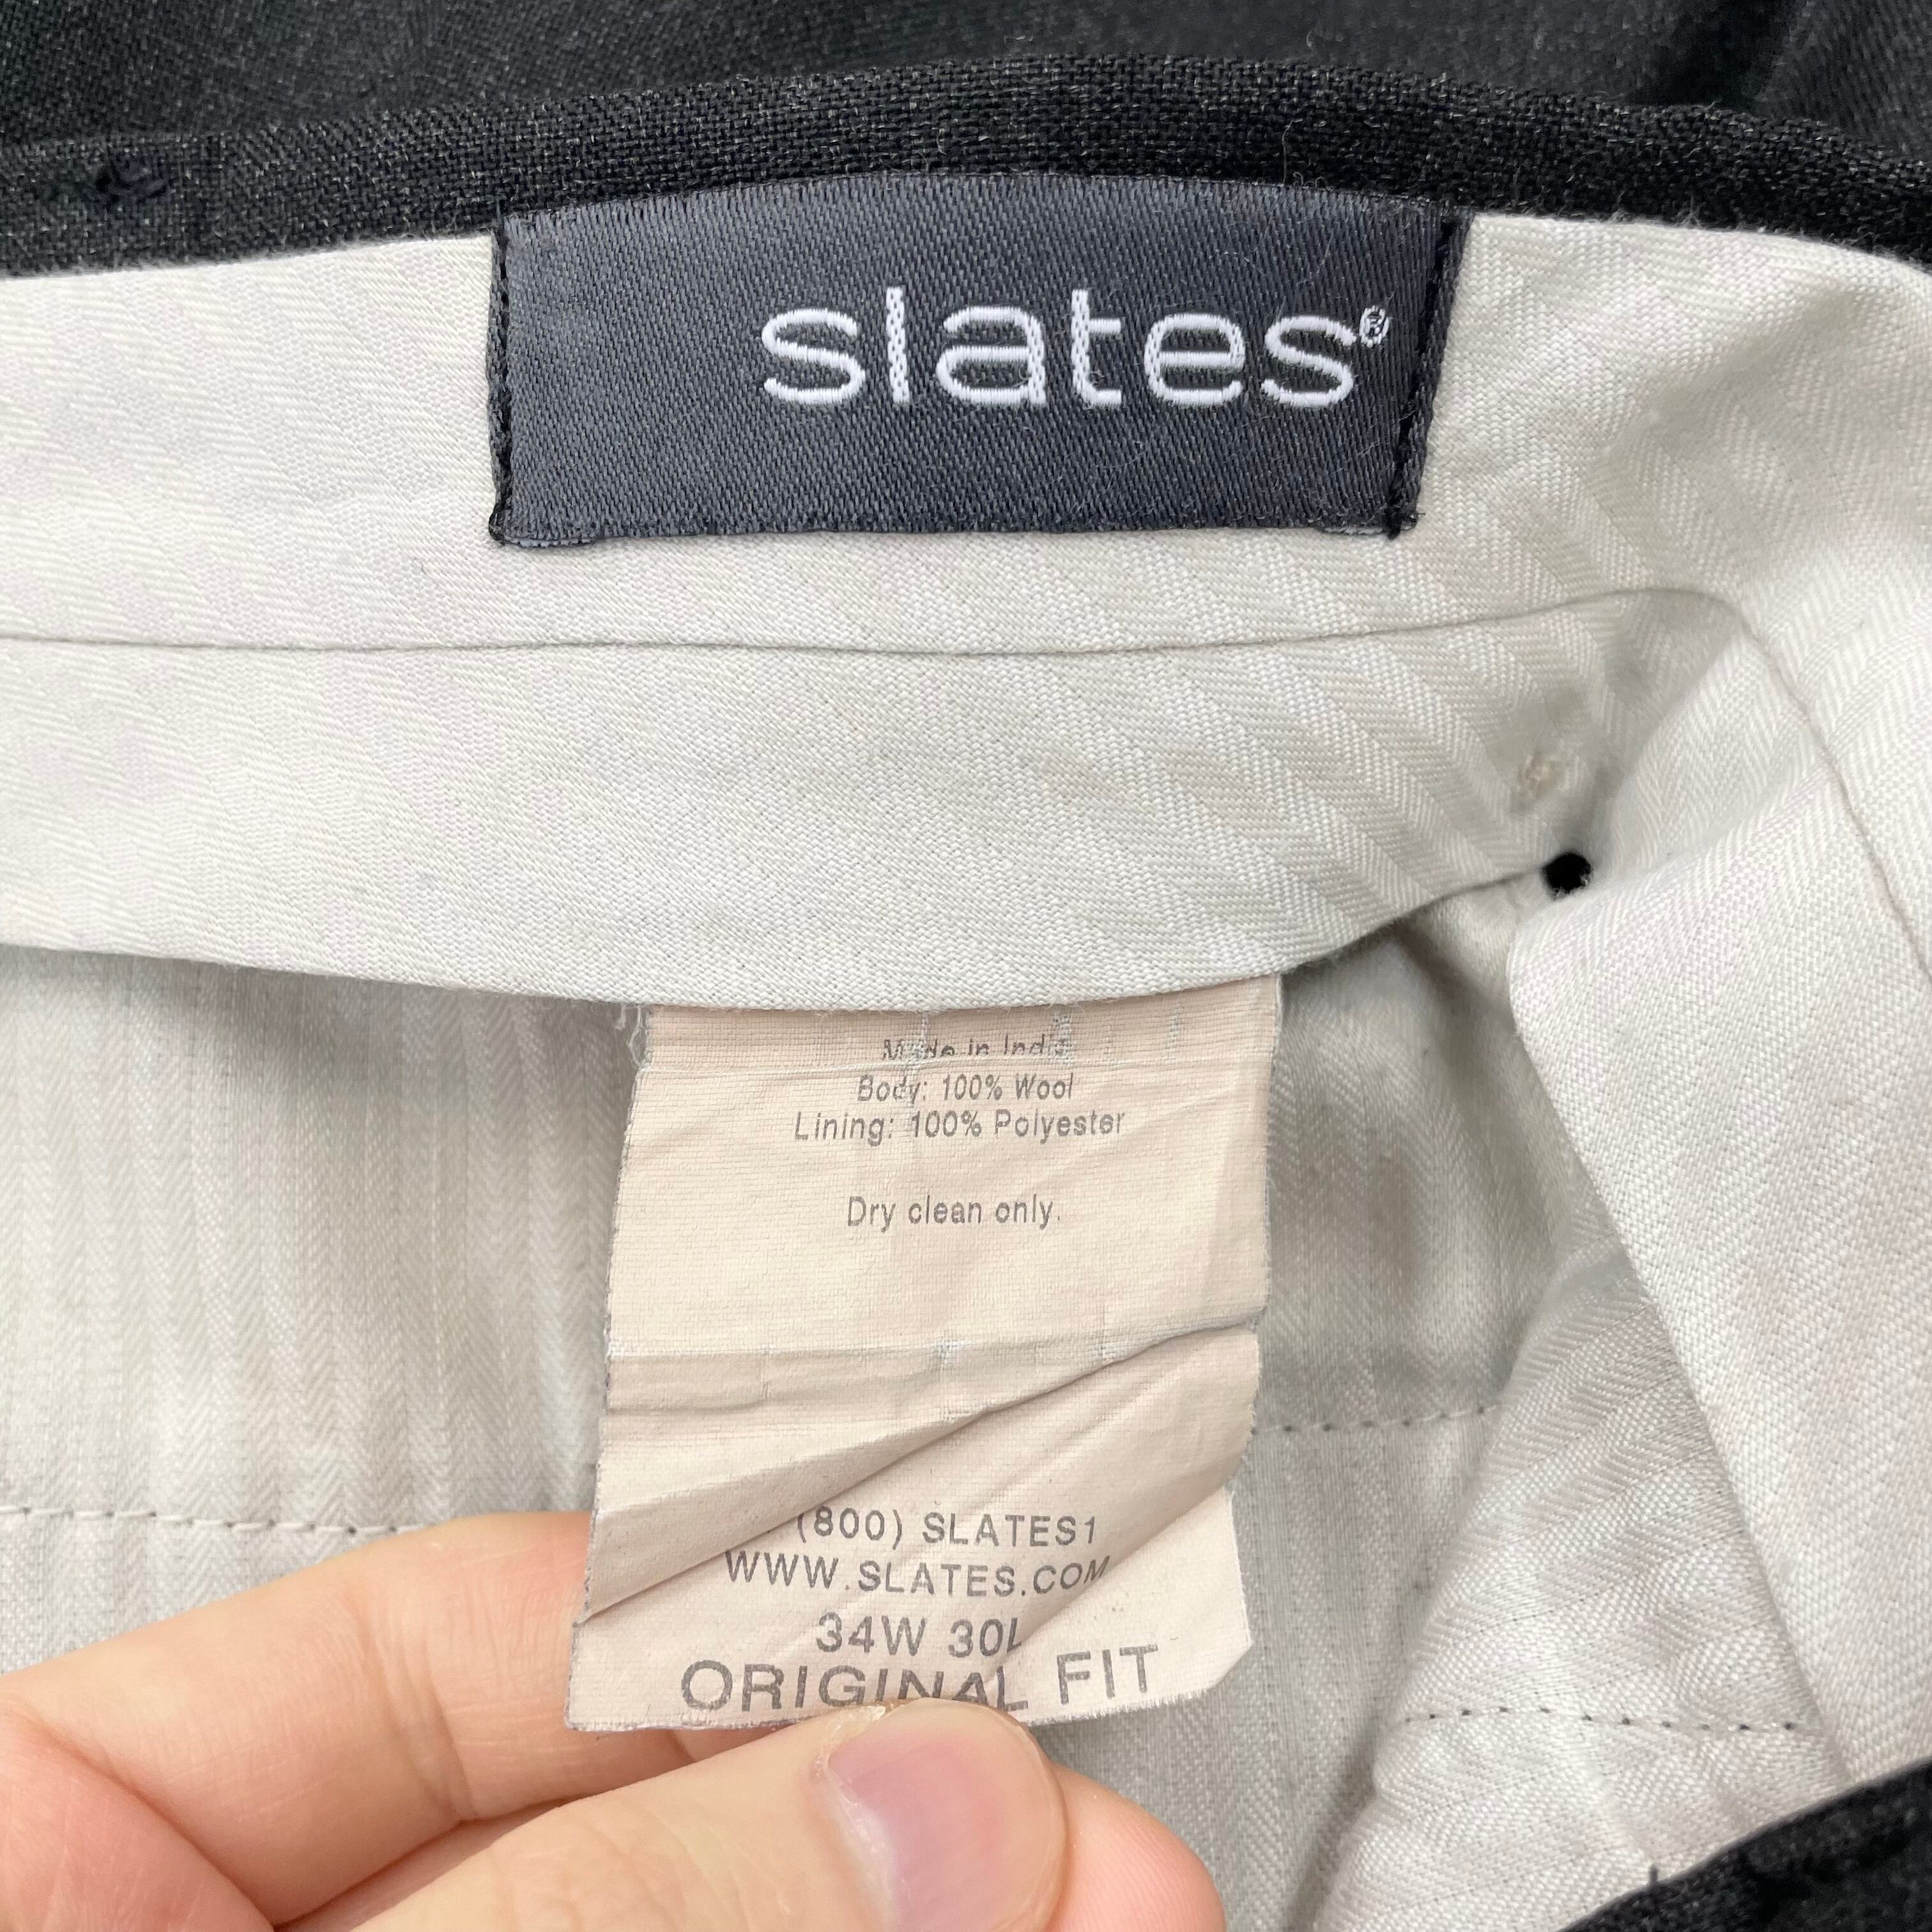 slates®
Made in India
Body: 100% Wool
Lining: 100% Polyester
Dry clean only.
(800) SLATES1
WWW.SLATES.COM
34W 30L
ORIGINAL FIT